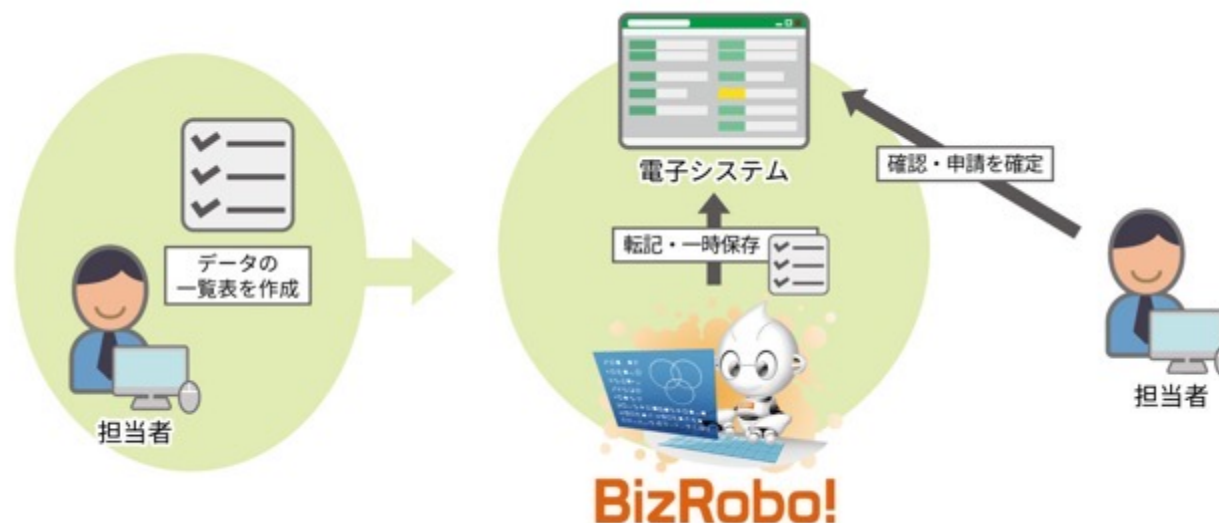 データの
一覧表を作成
担当者
電子システム
転記・一時保存
BizRobo!
確認・申請を確定
担当者